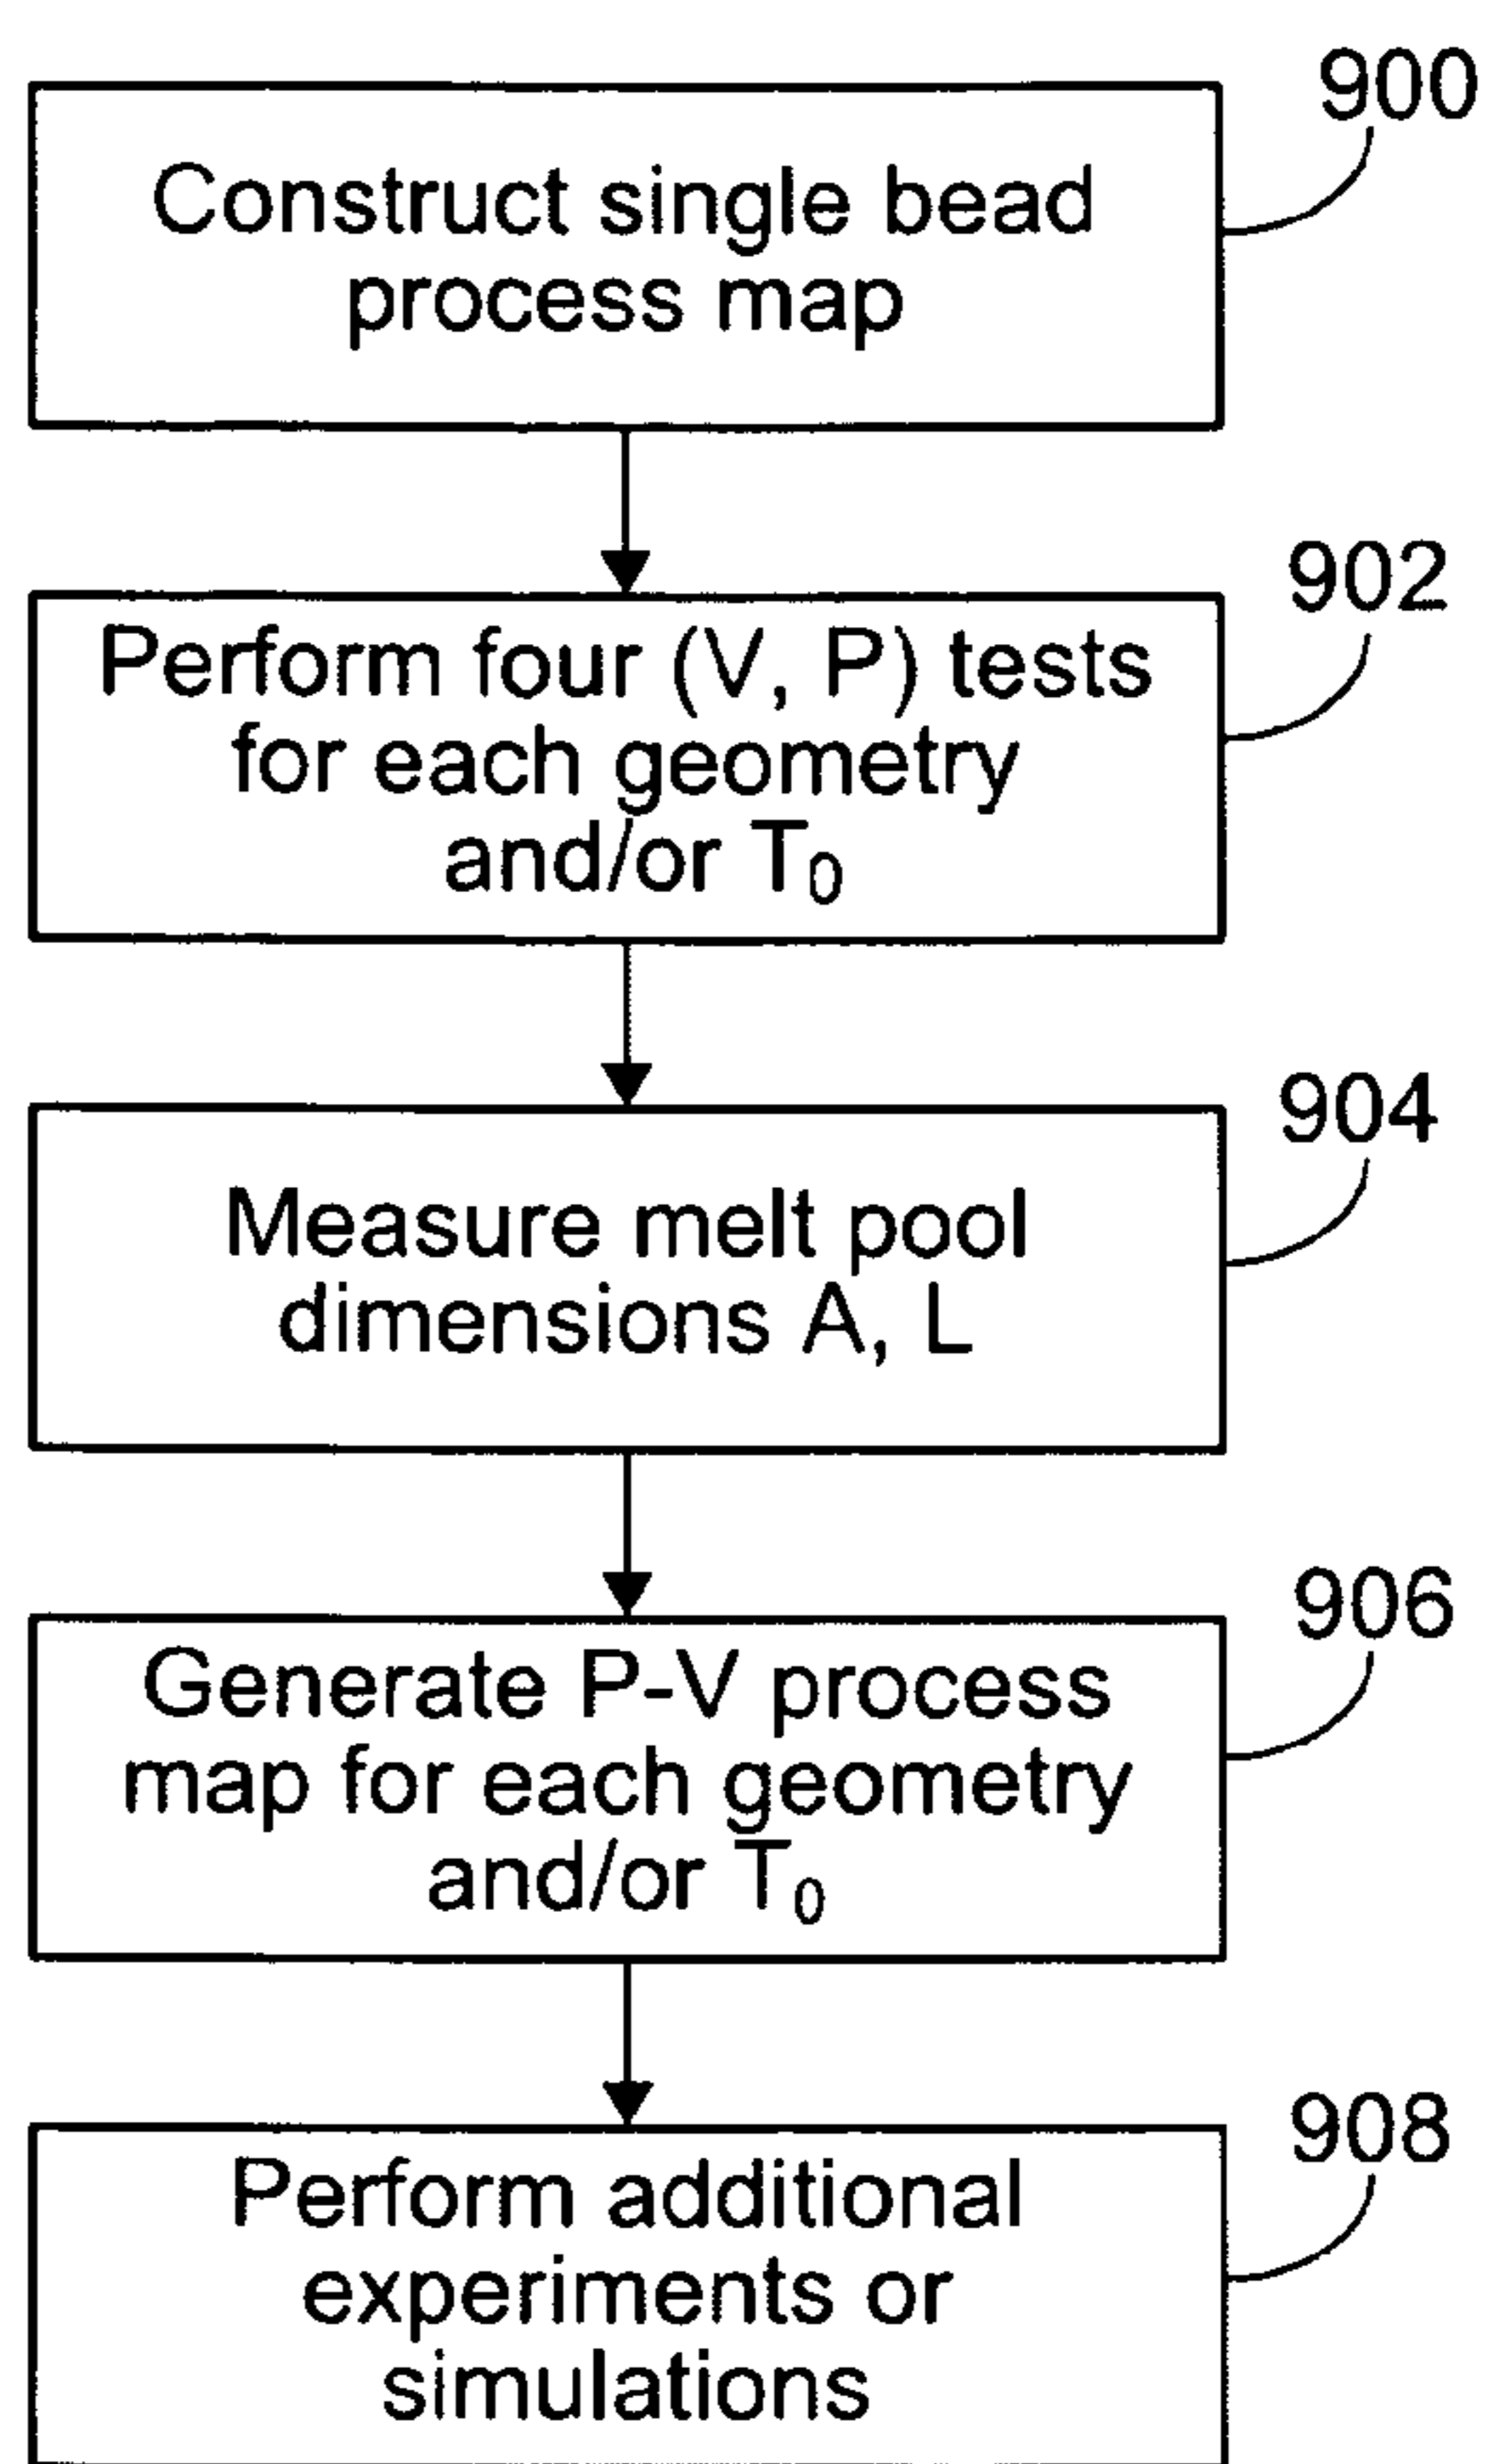 900
Construct single bead
process map
902
Perform four (V, P) tests
for each geometry
and/or T₀
904
Measure melt pool
dimensions A, L
906
Generate P-V process
map for each geometry
and/or T₀
908
Perform additional
experiments or
simulations